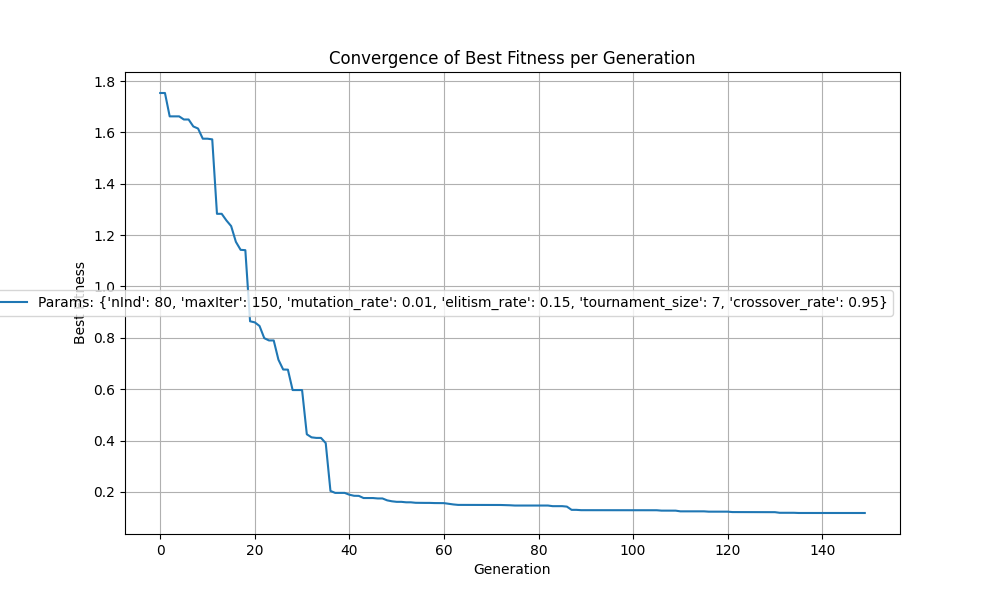 Convergence of Best Fitness per Generation
1.8
1.6
1.4
1.2
1.0
0.8
0.6
0.4
0.2
Best Fitness
Params: {'nInd': 80, 'maxIter': 150, 'mutation_rate': 0.01, 'elitism_rate': 0.15, 'tournament_size': 7, 'crossover_rate': 0.95}
0 20 40 60 80 100 120 140
Generation